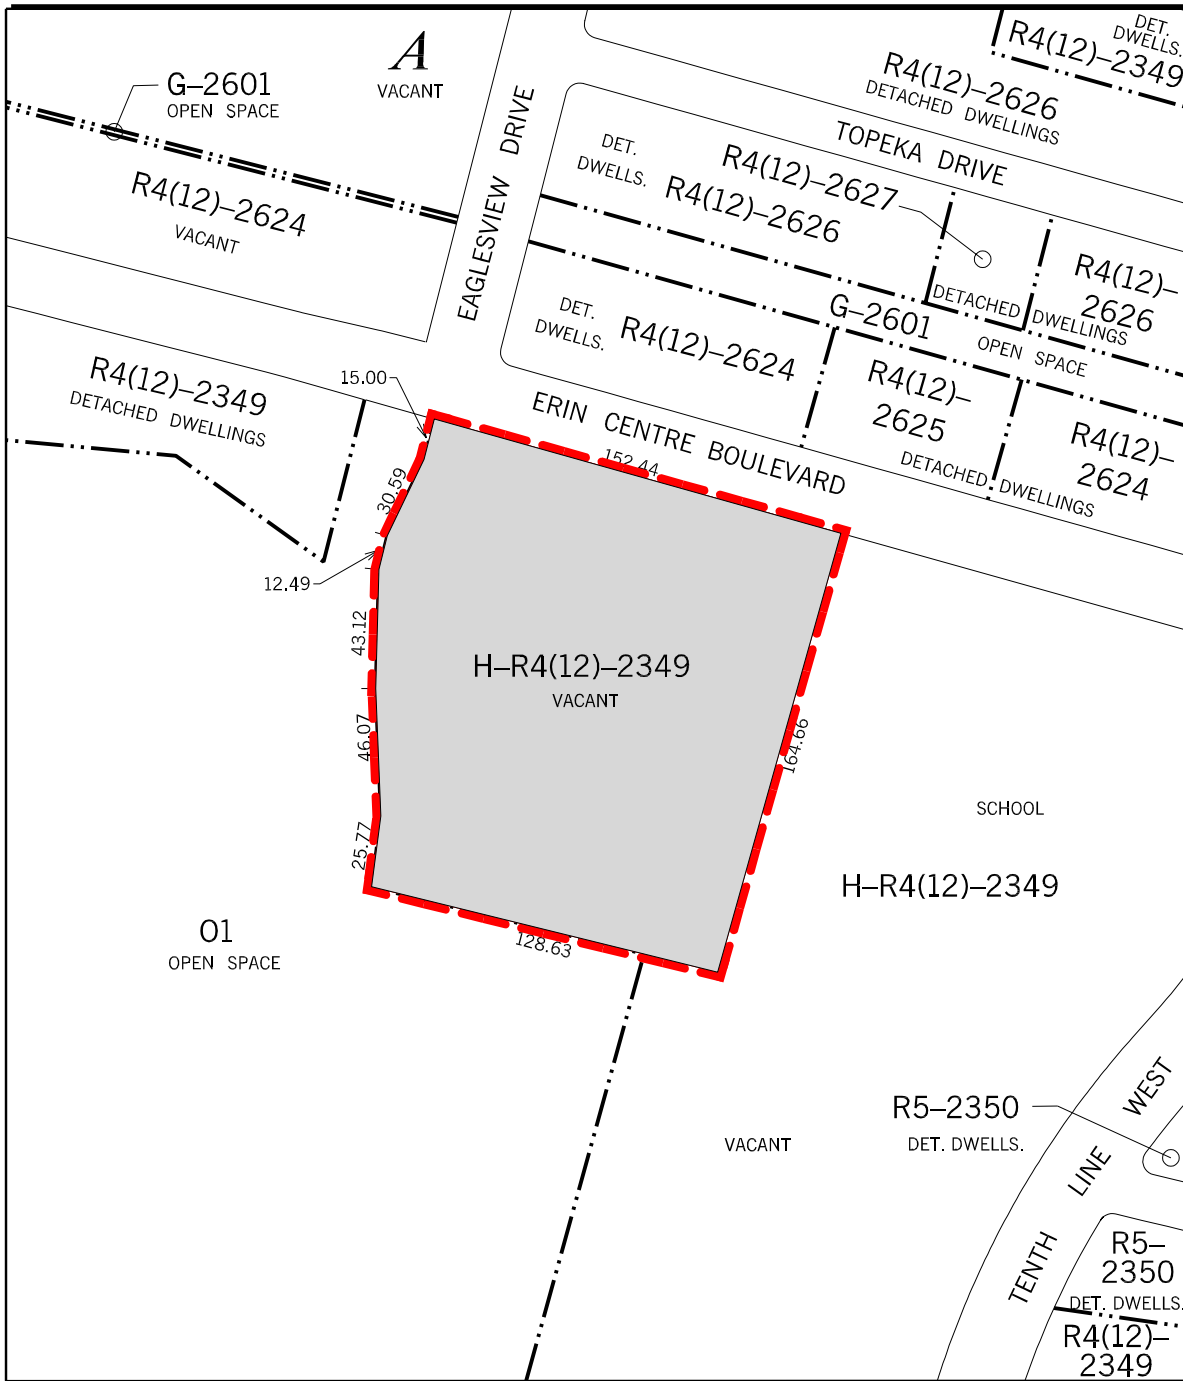 A
VACANT
G–2601
OPEN SPACE
R4(12)–2624
VACANT
EAGLESVIEW DRIVE
DET.
DWELLS.
R4(12)–2349
R4(12)–2626
DETACHED DWELLINGS
TOPEKA DRIVE
DET.
DWELLS.
R4(12)–2626
R4(12)–2627
DETACHED DWELLINGS
R4(12)–
2626
G–2601
OPEN SPACE
DET.
DWELLS.
R4(12)–2624
R4(12)–
2625
DETACHED DWELLINGS
R4(12)–
2624
R4(12)–2349
DETACHED DWELLINGS
ERIN CENTRE BOULEVARD
15.00
152.44
30.59
12.49
43.12
46.07
25.77
128.63
164.66
H–R4(12)–2349
VACANT
SCHOOL
H–R4(12)–2349
O1
OPEN SPACE
VACANT
R5–2350
DET. DWELLS.
TENTH LINE WEST
R5–
2350
DET. DWELLS.
R4(12)–
2349